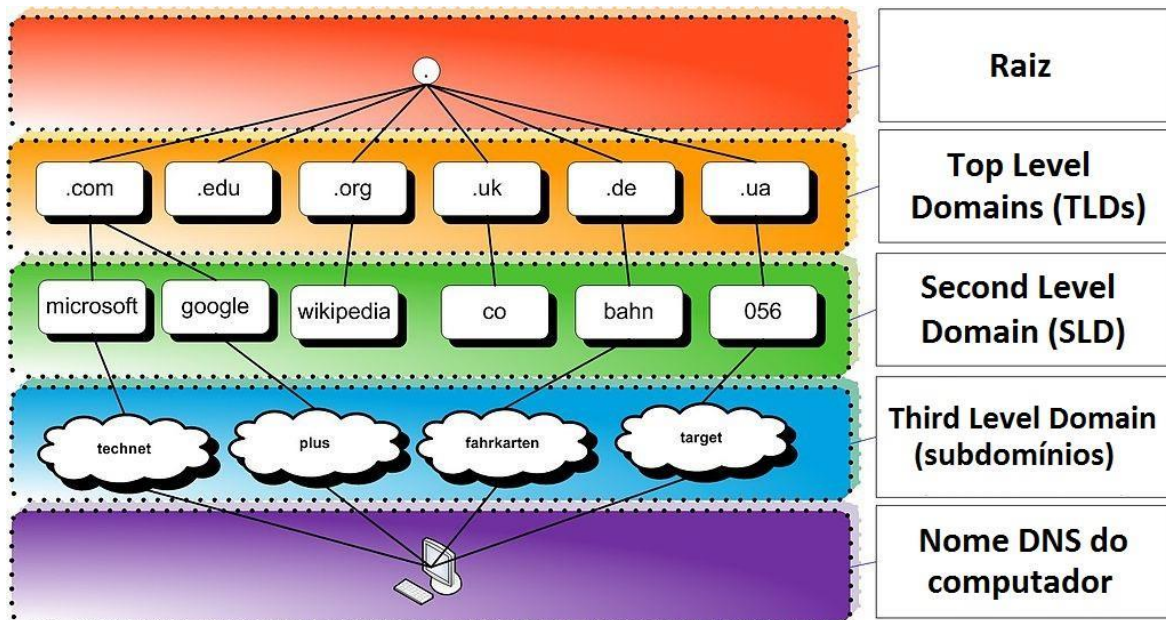 .
Raiz
.com .edu .org .uk .de .ua
Top Level
Domains (TLDs)
microsoft google wikipedia co bahn 056
Second Level
Domain (SLD)
technet plus fahrkarten target
Third Level Domain
(subdomínios)
Nome DNS do
computador